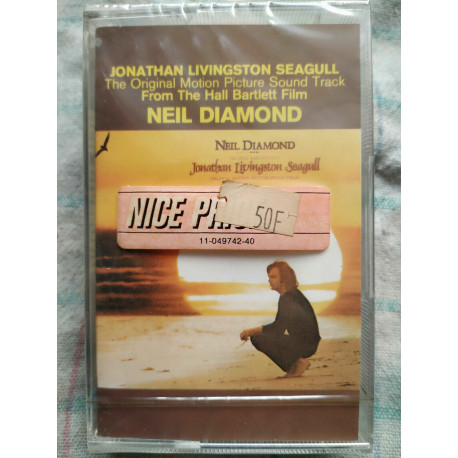 JONATHAN LIVINGSTON SEAGULL
The Original Motion Picture Sound Track
From The Hall Bartlett Film
NEIL DIAMOND
NEIL DIAMOND
Jonathan Livingston Seagull
NICE
50F
11-049742-40